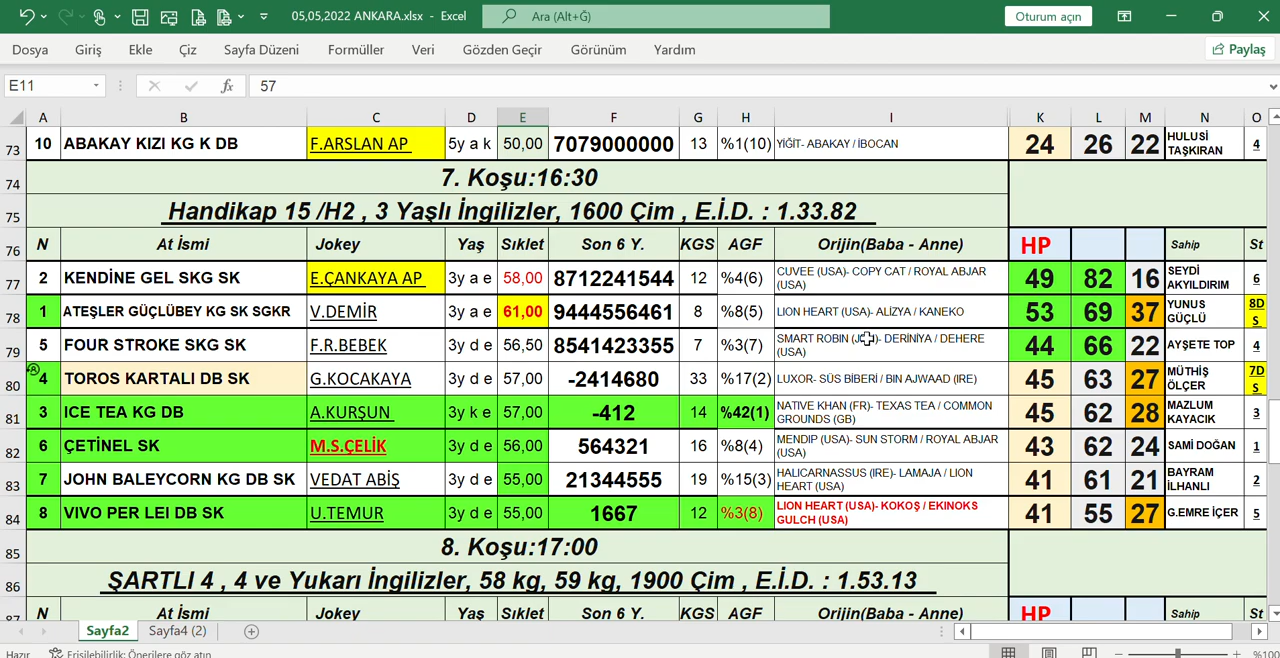 05,05,2022 ANKARA.xlsx - Excel
Ara (Alt+Ğ)
Oturum açın
Dosya Giriş Ekle Çiz Sayfa Düzeni Formüller Veri Gözden Geçir Görünüm Yardım
Paylaş
E11 fx 57
A B C D E F G H I K L M N O
73 10 ABAKAY KIZI KG K DB F.ARSLAN AP 5y a k 50,00 7079000000 13 %1(10) YİĞİT- ABAKAY / İBOCAN 24 26 22 HULUSİ TAŞKIRAN 4
74 7. Koşu:16:30
75 Handikap 15 /H2 , 3 Yaşlı İngilizler, 1600 Çim , E.İ.D. : 1.33.82
76 N At İsmi Jokey Yaş Sıklet Son 6 Y. KGS AGF Orijin(Baba - Anne) HP Sahip St
77 2 KENDİNE GEL SKG SK E.ÇANKAYA AP 3y a e 58,00 8712241544 12 %4(6) CUVEE (USA)- COPY CAT / ROYAL ABJAR (USA) 49 82 16 SEYDİ AKYILDIRIM 6
78 1 ATEŞLER GÜÇLÜBEY KG SK SGKR V.DEMİR 3y a e 61,00 9444556461 8 %8(5) LION HEART (USA)- ALİZYA / KANEKO 53 69 37 YUNUS GÜÇLÜ 8DS
79 5 FOUR STROKE SKG SK F.R.BEBEK 3y d e 56,50 8541423355 7 %3(7) SMART ROBIN - DERİNİYA / DEHERE (USA) 44 66 22 AYŞETE TOP 4
80 4 TOROS KARTALI DB SK G.KOCAKAYA 3y d e 57,00 -2414680 33 %17(2) LUXOR- SÜS BİBERİ / BIN AJWAAD (IRE) 45 63 27 MÜTHİŞ ÖLÇER 7DS
81 3 ICE TEA KG DB A.KURŞUN 3y k e 57,00 -412 14 %42(1) NATIVE KHAN (FR)- TEXAS TEA / COMMON GROUNDS (GB) 45 62 28 MAZLUM KAYACIK 3
82 6 ÇETİNEL SK M.S.ÇELİK 3y d e 56,00 564321 16 %8(4) MENDIP (USA)- SUN STORM / ROYAL ABJAR (USA) 43 62 24 SAMİ DOĞAN 1
83 7 JOHN BALEYCORN KG DB SK VEDAT ABİŞ 3y d e 55,00 21344555 19 %15(3) HALICARNASSUS (IRE)- LAMAJA / LION HEART (USA) 41 61 21 BAYRAM İLHANLI 2
84 8 VIVO PER LEI DB SK U.TEMUR 3y d e 55,00 1667 12 %3(8) LION HEART (USA)- KOKOŞ / EKINOKS GULCH (USA) 41 55 27 G.EMRE İÇER 5
85 8. Koşu:17:00
86 ŞARTLI 4 , 4 ve Yukarı İngilizler, 58 kg, 59 kg, 1900 Çim , E.İ.D. : 1.53.13
87 N At İsmi Jokey Yaş Sıklet Son 6 Y. KGS AGF Orijin(Baba - Anne) HP Sahip St
Sayfa2 Sayfa4 (2)
Hazır Erişilebilirlik: Önerilere göz atın %100